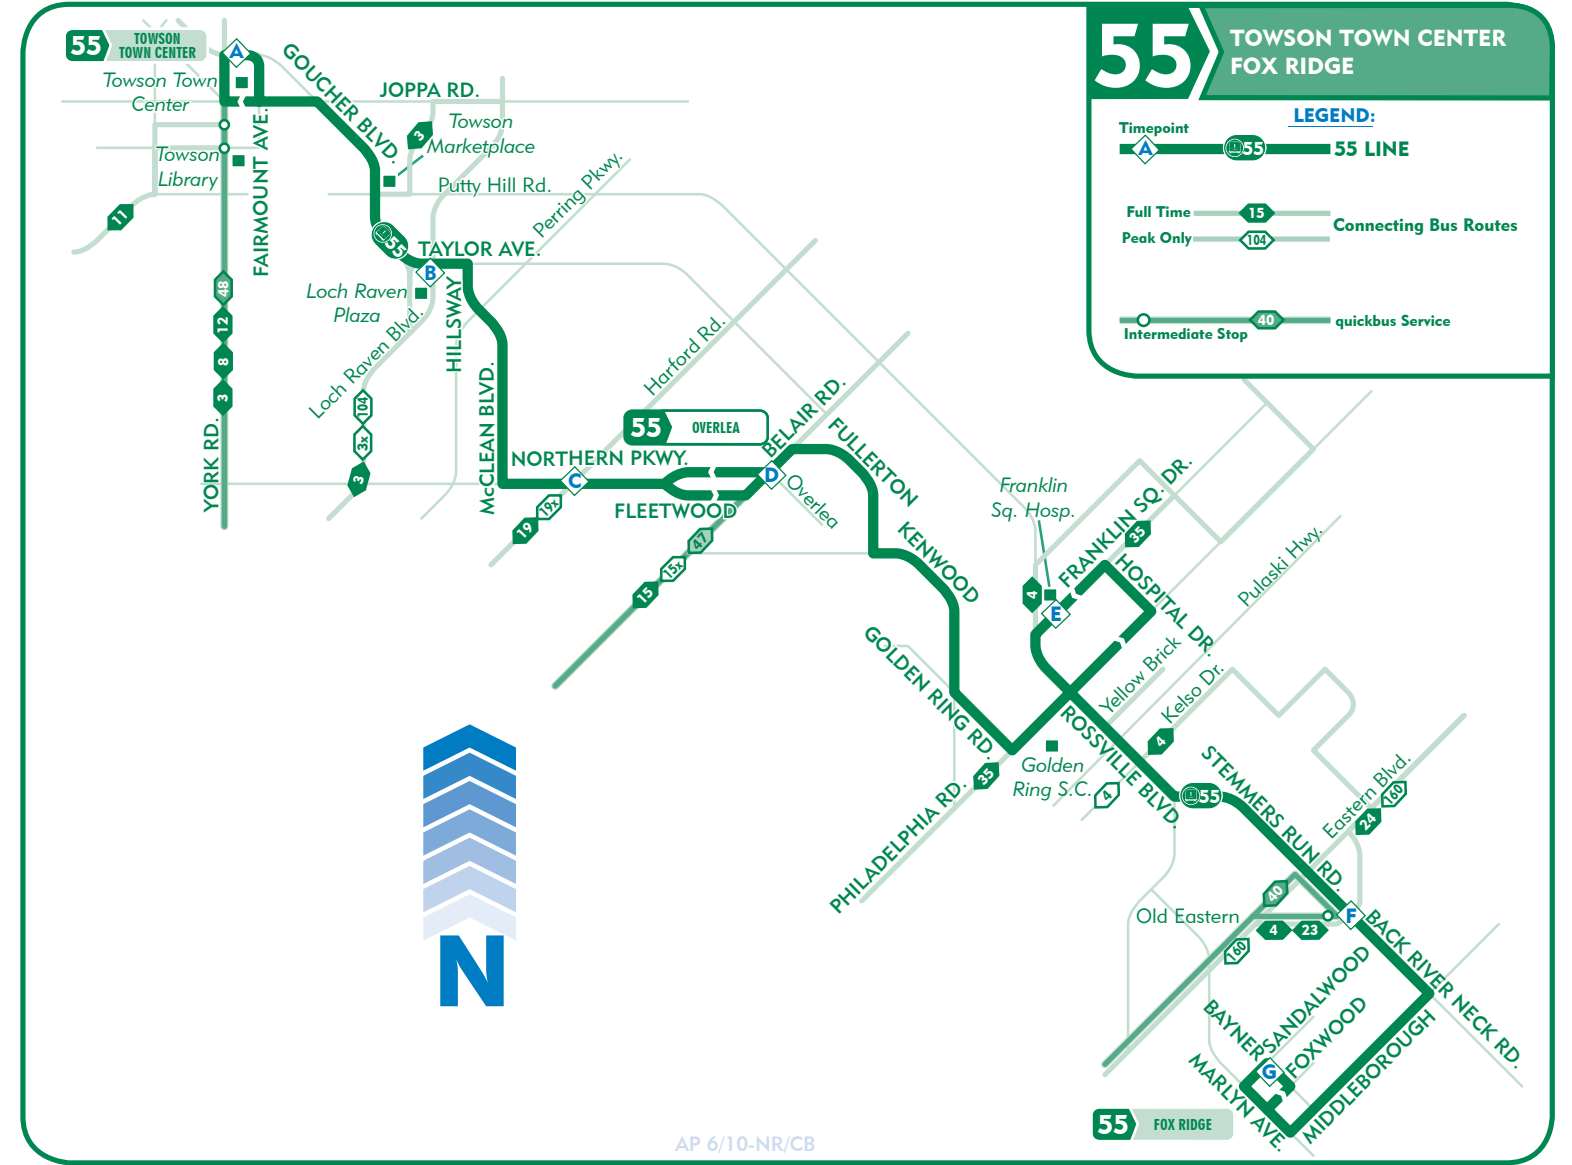 55
TOWSON
TOWN CENTER
A
Towson Town
Center
GOUCHER BLVD.
JOPPA RD.
3
Towson
Marketplace
Towson
Library
FAIRMOUNT AVE.
Putty Hill Rd.
Perring Pkwy.
11
55
TAYLOR AVE.
B
Loch Raven
Plaza
HILLSWAY
Loch Raven Blvd.
48
12
8
3
YORK RD.
104
3x
3
McCLEAN BLVD.
Harford Rd.
55
OVERLEA
BELAIR RD.
NORTHERN PKWY.
C
D
FLEETWOOD
Overlea
FULLERTON
19
19x
47
15x
15
KENWOOD
Franklin
Sq. Hosp.
FRANKLIN SQ. DR.
35
4
E
HOSPITAL DR.
Pulaski Hwy.
GOLDEN RING RD.
Yellow Brick
Kelso Dr.
4
ROSSVILLE BLVD.
Golden
Ring S.C.
4
35
PHILADELPHIA RD.
55
STEMMERS RUN RD.
Eastern Blvd.
160
24
40
Old Eastern
4
23
160
F
BACK RIVER NECK RD.
SANDALWOOD
BAYNER
FOXWOOD
G
MARLYN AVE.
MIDDLEBOROUGH
55
FOX RIDGE
N
AP 6/10-NR/CB
55
TOWSON TOWN CENTER
FOX RIDGE
LEGEND:
Timepoint
A
55
55 LINE
Full Time
15
Connecting Bus Routes
Peak Only
104
40
quickbus Service
Intermediate Stop